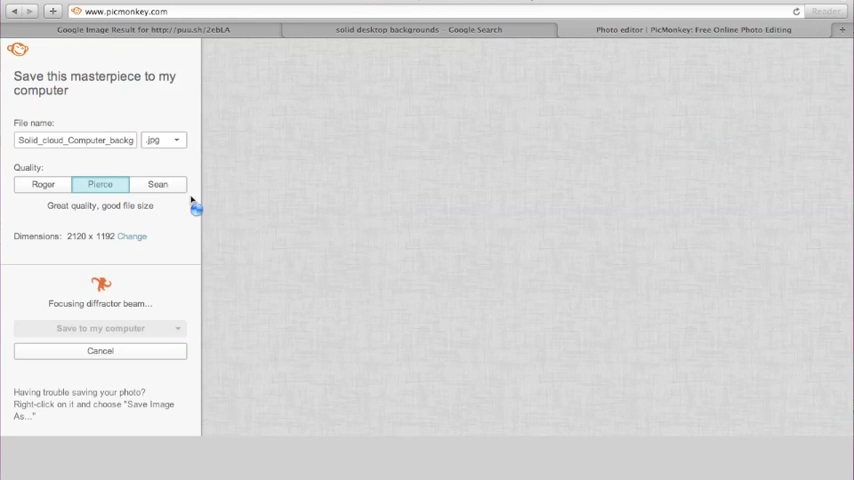 www.picmonkey.com
Reader
Google Image Result for http://puu.sh/2ebLA
solid desktop backgrounds – Google Search
Photo editor | PicMonkey: Free Online Photo Editing
Save this masterpiece to my
computer
File name:
Solid_cloud_Computer_backg
.jpg
Quality:
Roger
Pierce
Sean
Great quality, good file size
Dimensions: 2120 x 1192 Change
Focusing diffractor beam...
Save to my computer
Cancel
Having trouble saving your photo?
Right-click on it and choose "Save Image
As..."